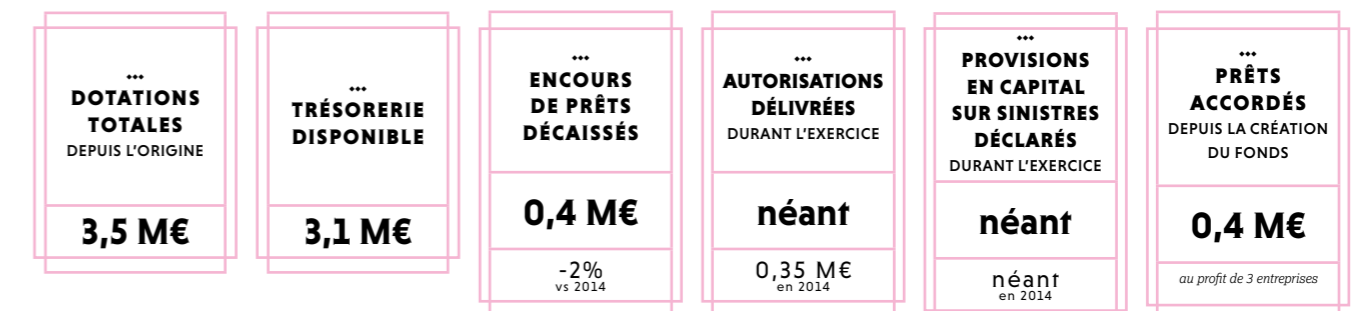 DOTATIONS
TOTALES
DEPUIS L'ORIGINE
3,5 M€
TRÉSORERIE
DISPONIBLE
3,1 M€
ENCOURS
DE PRÊTS
DÉCAISSÉS
0,4 M€
-2%
vs 2014
AUTORISATIONS
DÉLIVRÉES
DURANT L'EXERCICE
néant
0,35 M€
en 2014
PROVISIONS
EN CAPITAL
SUR SINISTRES
DÉCLARÉS
DURANT L'EXERCICE
néant
néant
en 2014
PRÊTS
ACCORDÉS
DEPUIS LA CRÉATION
DU FONDS
0,4 M€
au profit de 3 entreprises